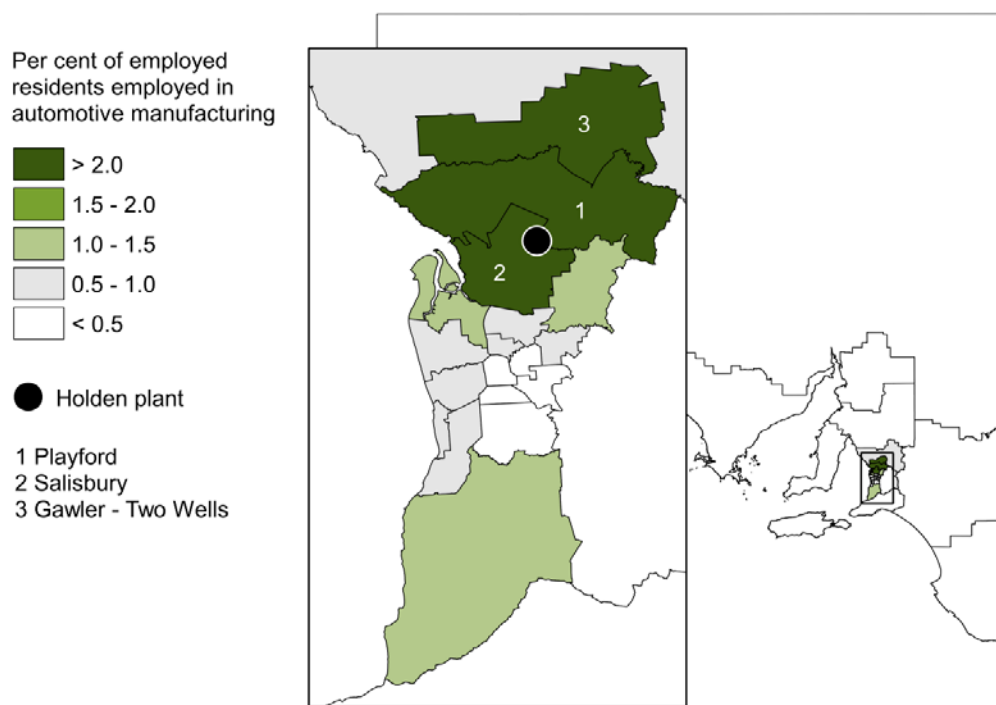 Per cent of employed
residents employed in
automotive manufacturing
> 2.0
1.5 - 2.0
1.0 - 1.5
0.5 - 1.0
< 0.5
Holden plant
1 Playford
2 Salisbury
3 Gawler - Two Wells
3
1
2